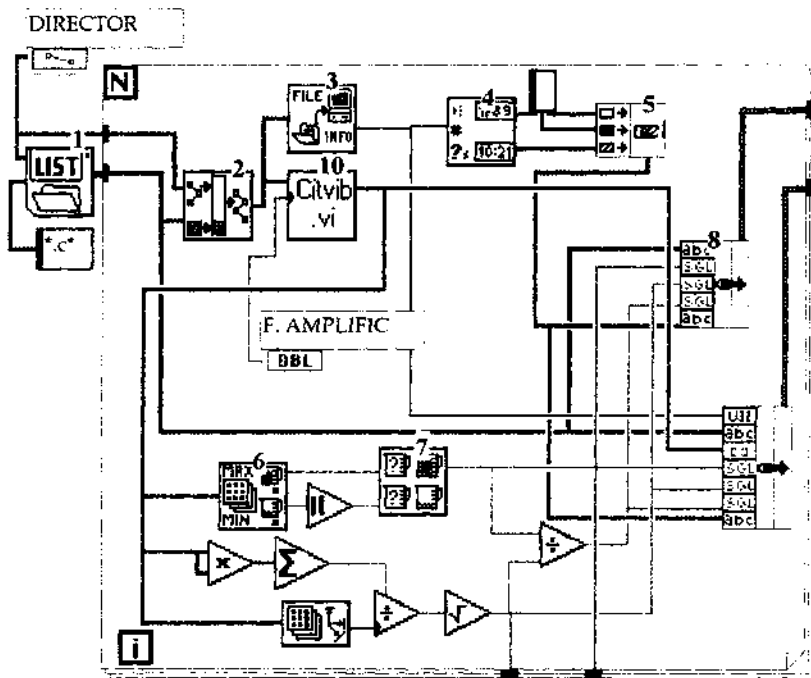 DIRECTOR
N
1
LIST
*.c*
2
3
FILE
INFO
10
Citvib
.vi
4
#
5
F. AMPLIFIC
DBL
8
abc
SGL
SGL
SGL
abc
6
MAX
MIN
7
? 
?
abc
SGL
SGL
SGL
abc
x
Σ
÷
÷
√
i